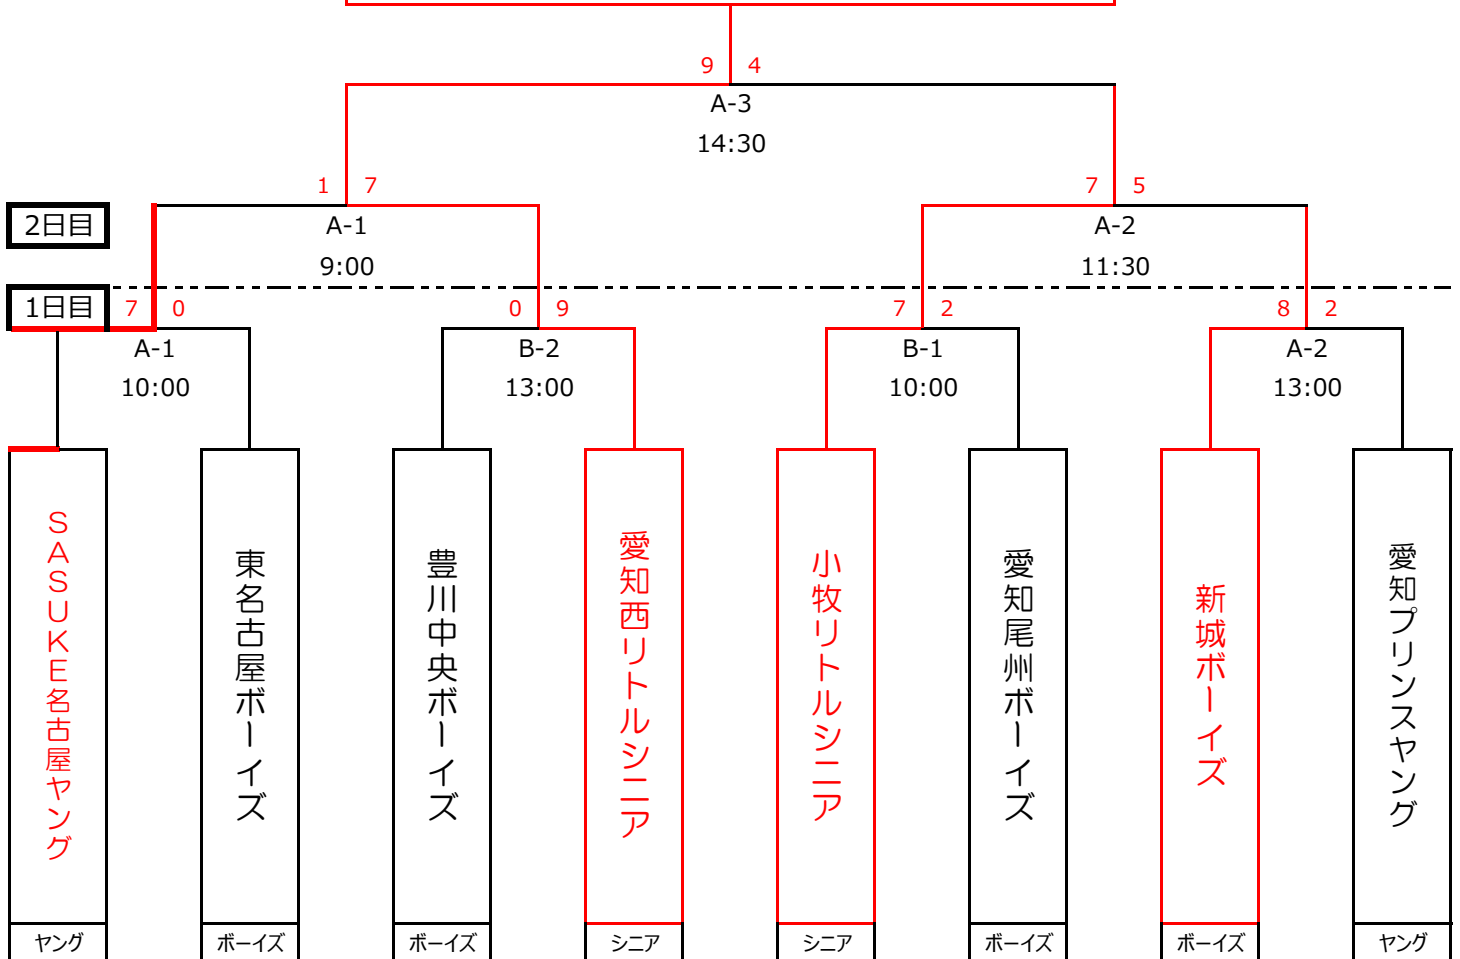 9 4
A-3
14:30
1 7
7 5
2日目
A-1
A-2
9:00
11:30
1日目
7 0
0 9
7 2
8 2
A-1
B-2
B-1
A-2
10:00
13:00
10:00
13:00
SASUKE名古屋ヤング
東名古屋ボーイズ
豊川中央ボーイズ
愛知西リトルシニア
小牧リトルシニア
愛知尾州ボーイズ
新城ボーイズ
愛知プリンスヤング
ヤング
ボーイズ
ボーイズ
シニア
シニア
ボーイズ
ボーイズ
ヤング